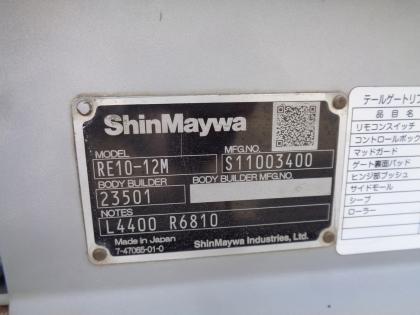 ShinMaywa
MODEL
MFG.NO.
RE10-12M
S11003400
BODY BUILDER
BODY BUILDER MFG.NO.
23501
NOTES
L4400 R6810
Made in Japan
7-47065-01-0
ShinMaywa Industries, Ltd.
テールゲートリフ
品目名
リモコンスイッチ
コントロールボック
マッドガード
ゲート裏面パッド
ヒンジ部プッシュ
サイドモール
シーブ
ローラー